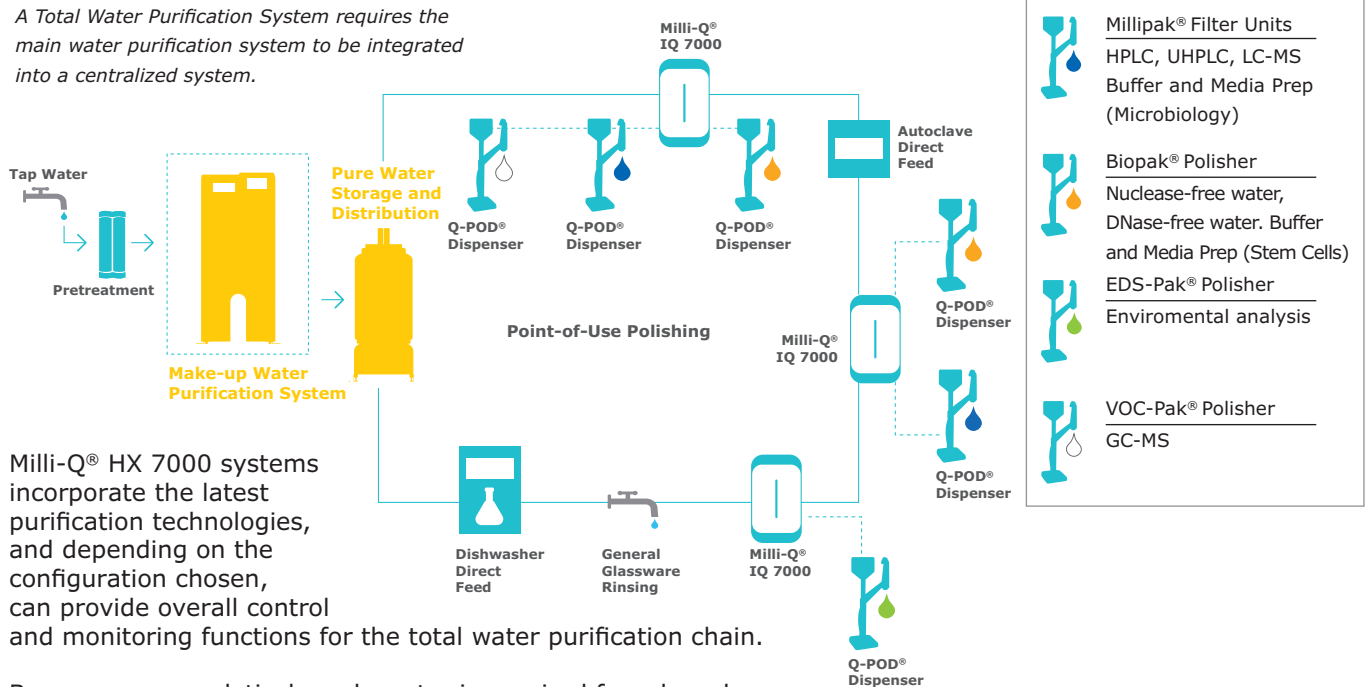 A Total Water Purification System requires the
main water purification system to be integrated
into a centralized system.
Tap Water
Pretreatment
Make-up Water
Purification System
Pure Water
Storage and
Distribution
Milli-Q®
IQ 7000
Q-POD®
Dispenser
Q-POD®
Dispenser
Q-POD®
Dispenser
Autoclave
Direct
Feed
Q-POD®
Dispenser
Point-of-Use Polishing
Milli-Q®
IQ 7000
Q-POD®
Dispenser
Dishwasher
Direct
Feed
General
Glassware
Rinsing
Milli-Q®
IQ 7000
Q-POD®
Dispenser
Millipak® Filter Units
HPLC, UHPLC, LC-MS
Buffer and Media Prep
(Microbiology)
Biopak® Polisher
Nuclease-free water,
DNase-free water. Buffer
and Media Prep (Stem Cells)
EDS-Pak® Polisher
Enviromental analysis
VOC-Pak® Polisher
GC-MS
Milli-Q® HX 7000 systems
incorporate the latest
purification technologies,
and depending on the
configuration chosen,
can provide overall control
and monitoring functions for the total water purification chain.